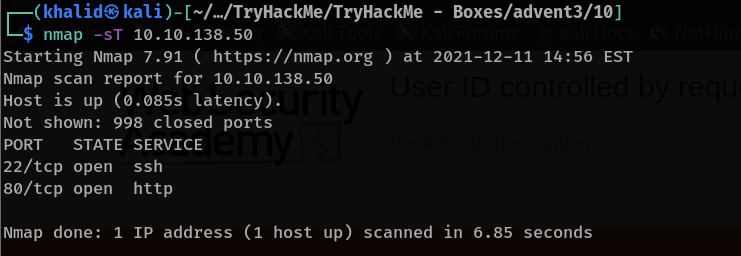 ┌──(khalid㉿kali)-[~/…/TryHackMe/TryHackMe - Boxes/advent3/10]
└─$ nmap -sT 10.10.138.50
Kali Tools Kali Forums Kali Docs NetHun
Starting Nmap 7.91 ( https://nmap.org ) at 2021-12-11 14:56 EST
Nmap scan report for 10.10.138.50
User ID controlled by requ
Host is up (0.085s latency).
WebSecurity
Not shown: 998 closed ports
Academy
Back to lab description
PORT   STATE SERVICE
22/tcp open  ssh
80/tcp open  http
Nmap done: 1 IP address (1 host up) scanned in 6.85 seconds